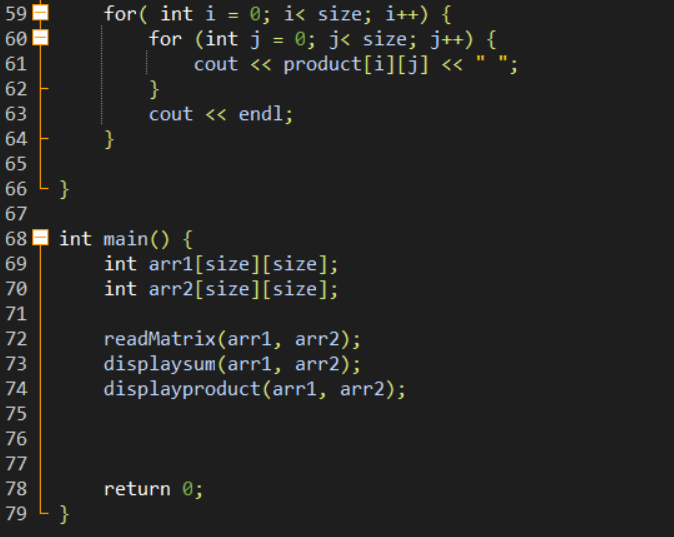 59 for( int i = 0; i< size; i++) {
60 for (int j = 0; j< size; j++) {
61 cout << product[i][j] << " ";
62 }
63 cout << endl;
64 }
65
66 }
67
68 int main() {
69 int arr1[size][size];
70 int arr2[size][size];
71
72 readMatrix(arr1, arr2);
73 displaysum(arr1, arr2);
74 displayproduct(arr1, arr2);
75
76
77
78 return 0;
79 }